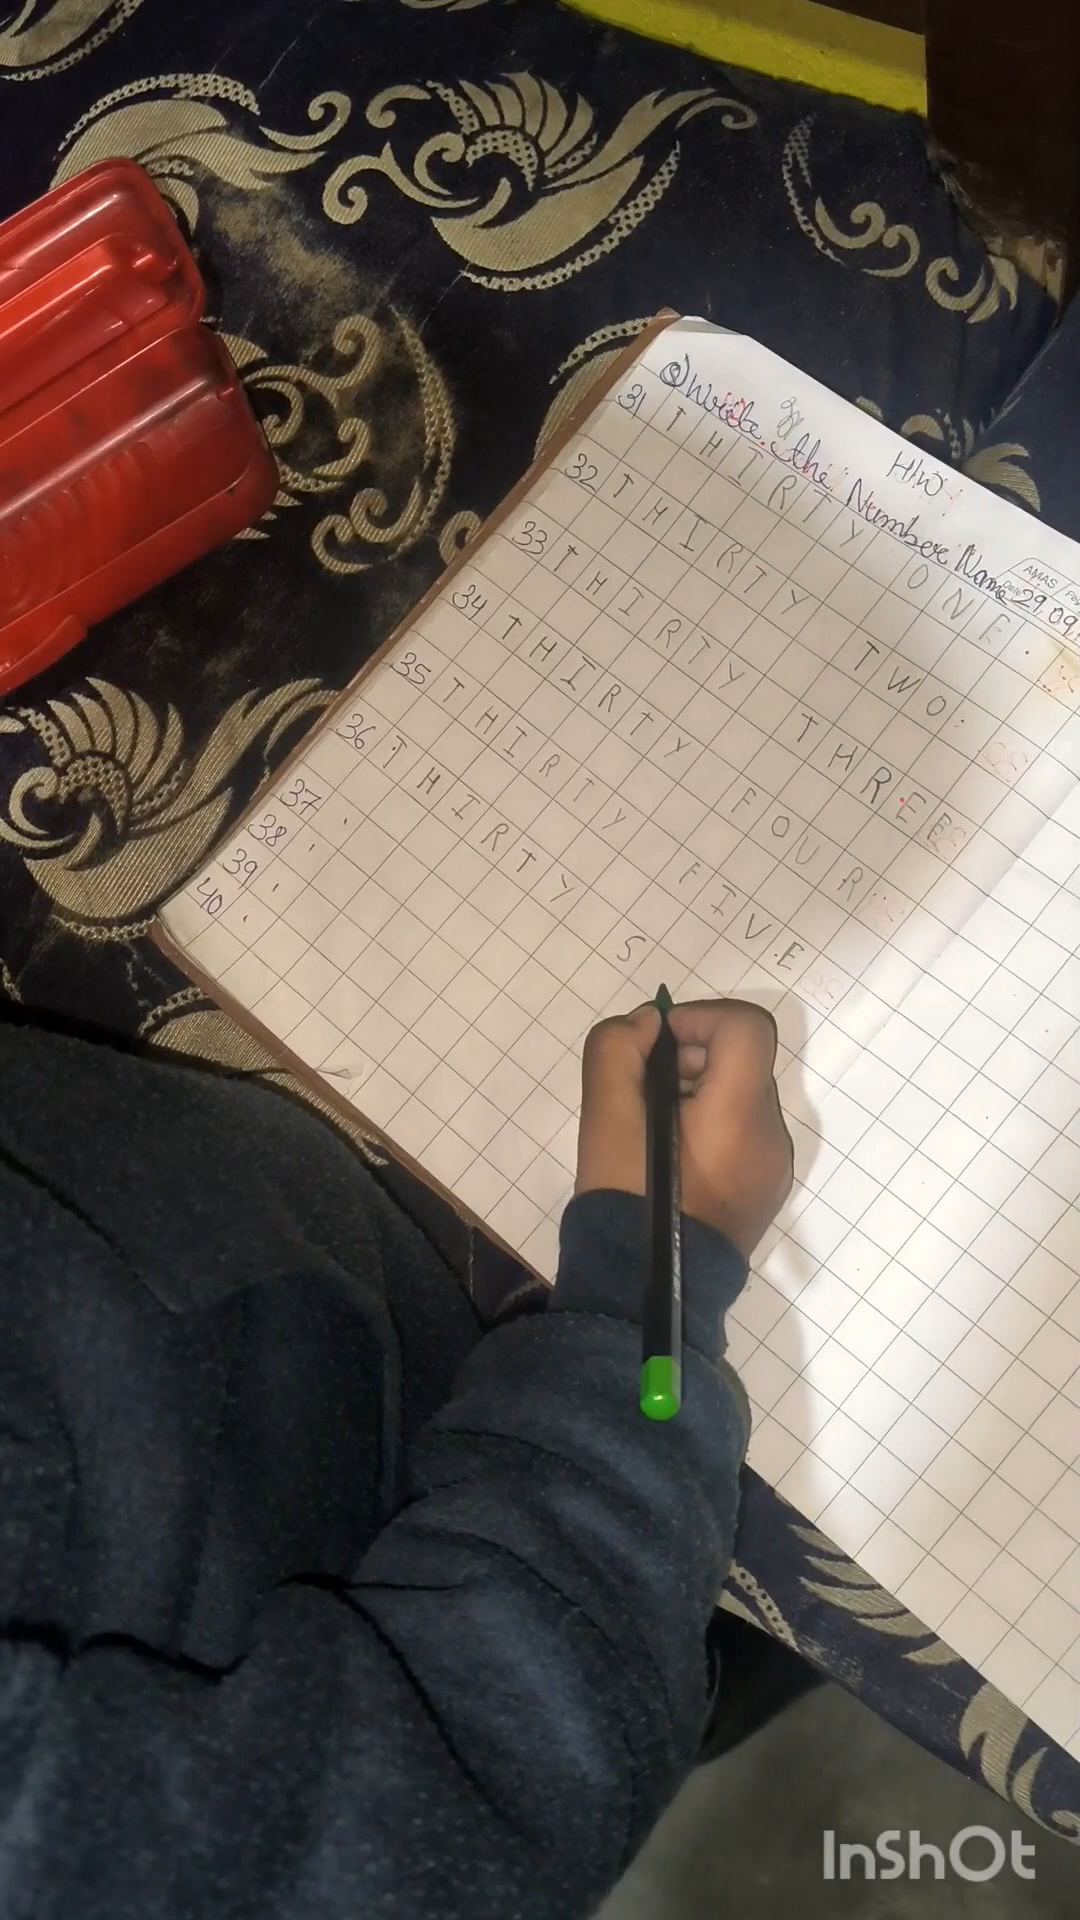 H/W
AMAS
Date 29.09.
Q) Write the Number Name
31 THIRTY ONE.
32 THIRTY TWO.
33 THIRTY THREE
34 THIRTY FOUR
35 THIRTY FIVE
36 THIRTY S
37
38
39
40
InShOt